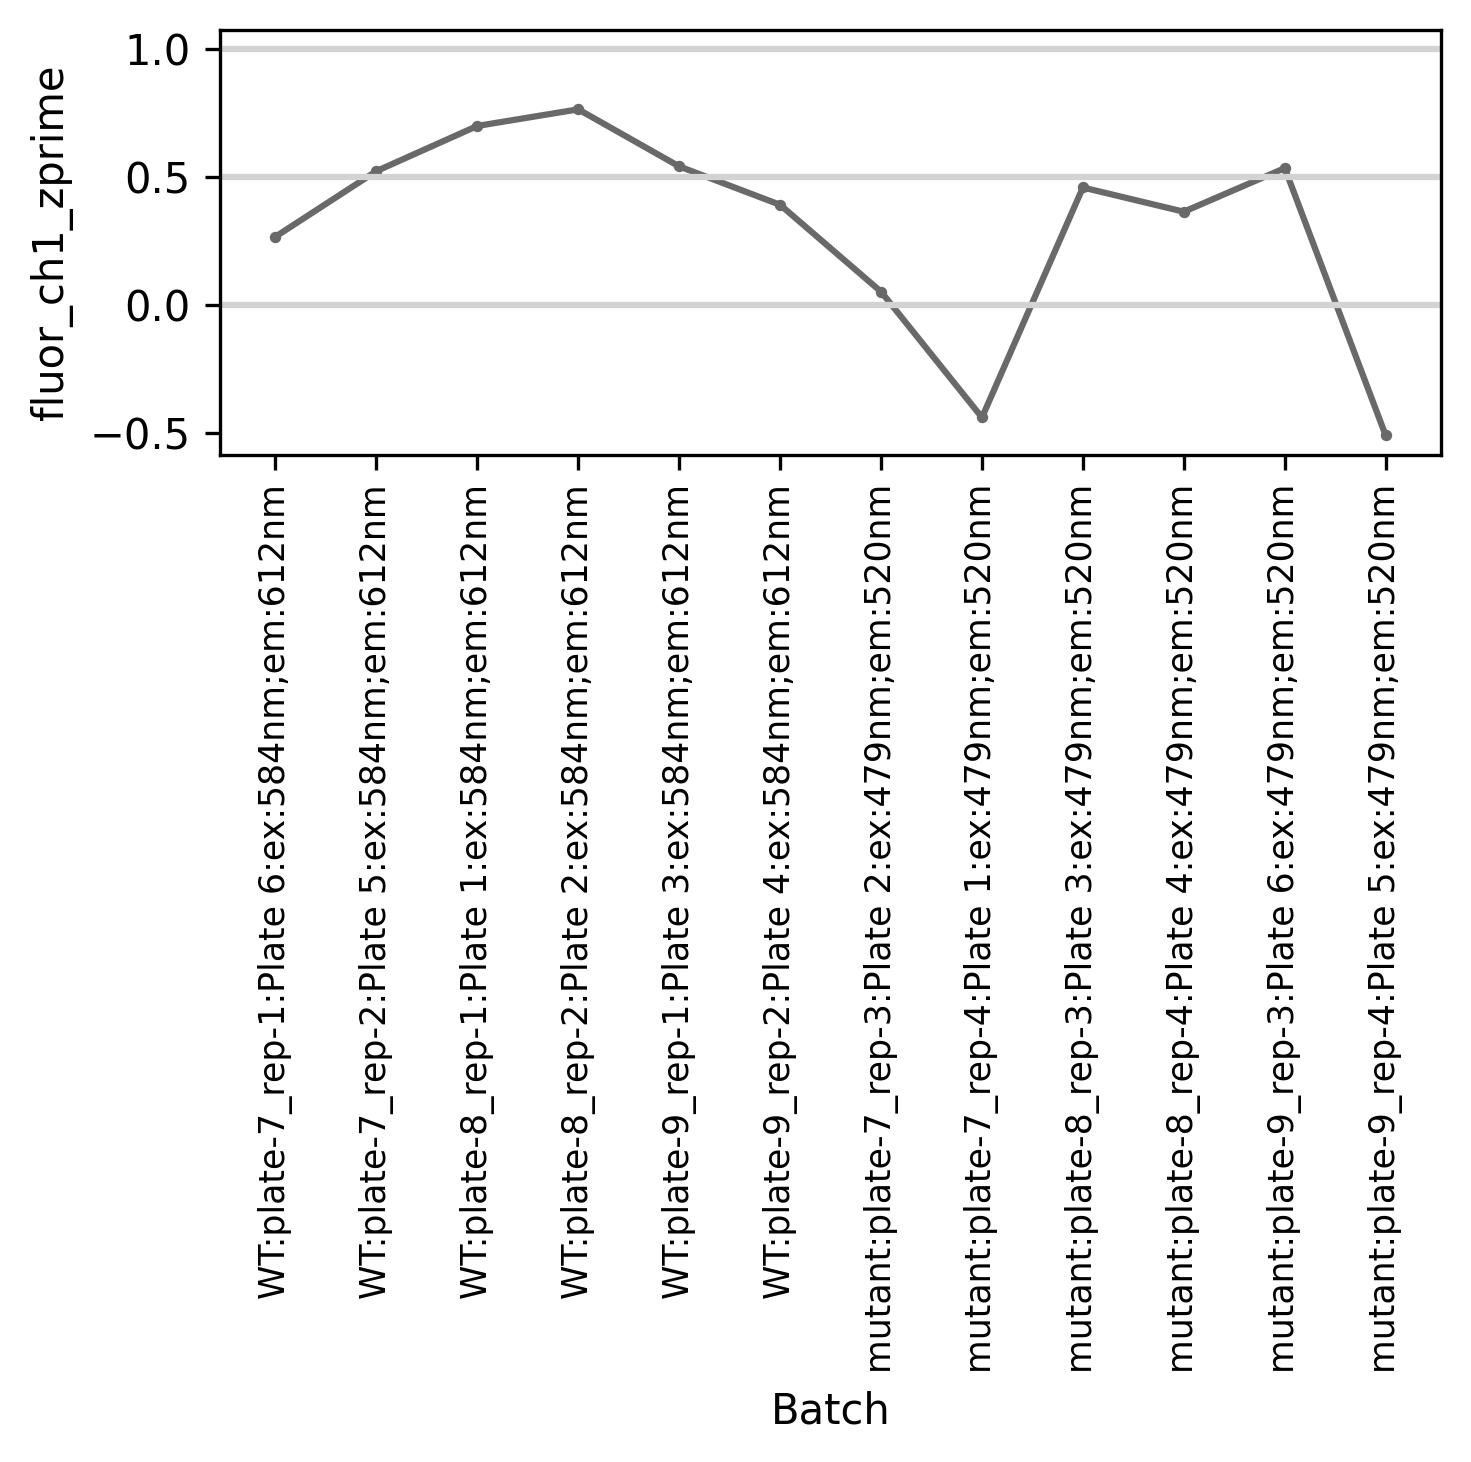 fluor_ch1_zprime
1.0
0.5
0.0
−0.5
WT:plate-7_rep-1:Plate 6:ex:584nm;em:612nm
WT:plate-7_rep-2:Plate 5:ex:584nm;em:612nm
WT:plate-8_rep-1:Plate 1:ex:584nm;em:612nm
WT:plate-8_rep-2:Plate 2:ex:584nm;em:612nm
WT:plate-9_rep-1:Plate 3:ex:584nm;em:612nm
WT:plate-9_rep-2:Plate 4:ex:584nm;em:612nm
mutant:plate-7_rep-3:Plate 2:ex:479nm;em:520nm
mutant:plate-7_rep-4:Plate 1:ex:479nm;em:520nm
mutant:plate-8_rep-3:Plate 3:ex:479nm;em:520nm
mutant:plate-8_rep-4:Plate 4:ex:479nm;em:520nm
mutant:plate-9_rep-3:Plate 6:ex:479nm;em:520nm
mutant:plate-9_rep-4:Plate 5:ex:479nm;em:520nm
Batch